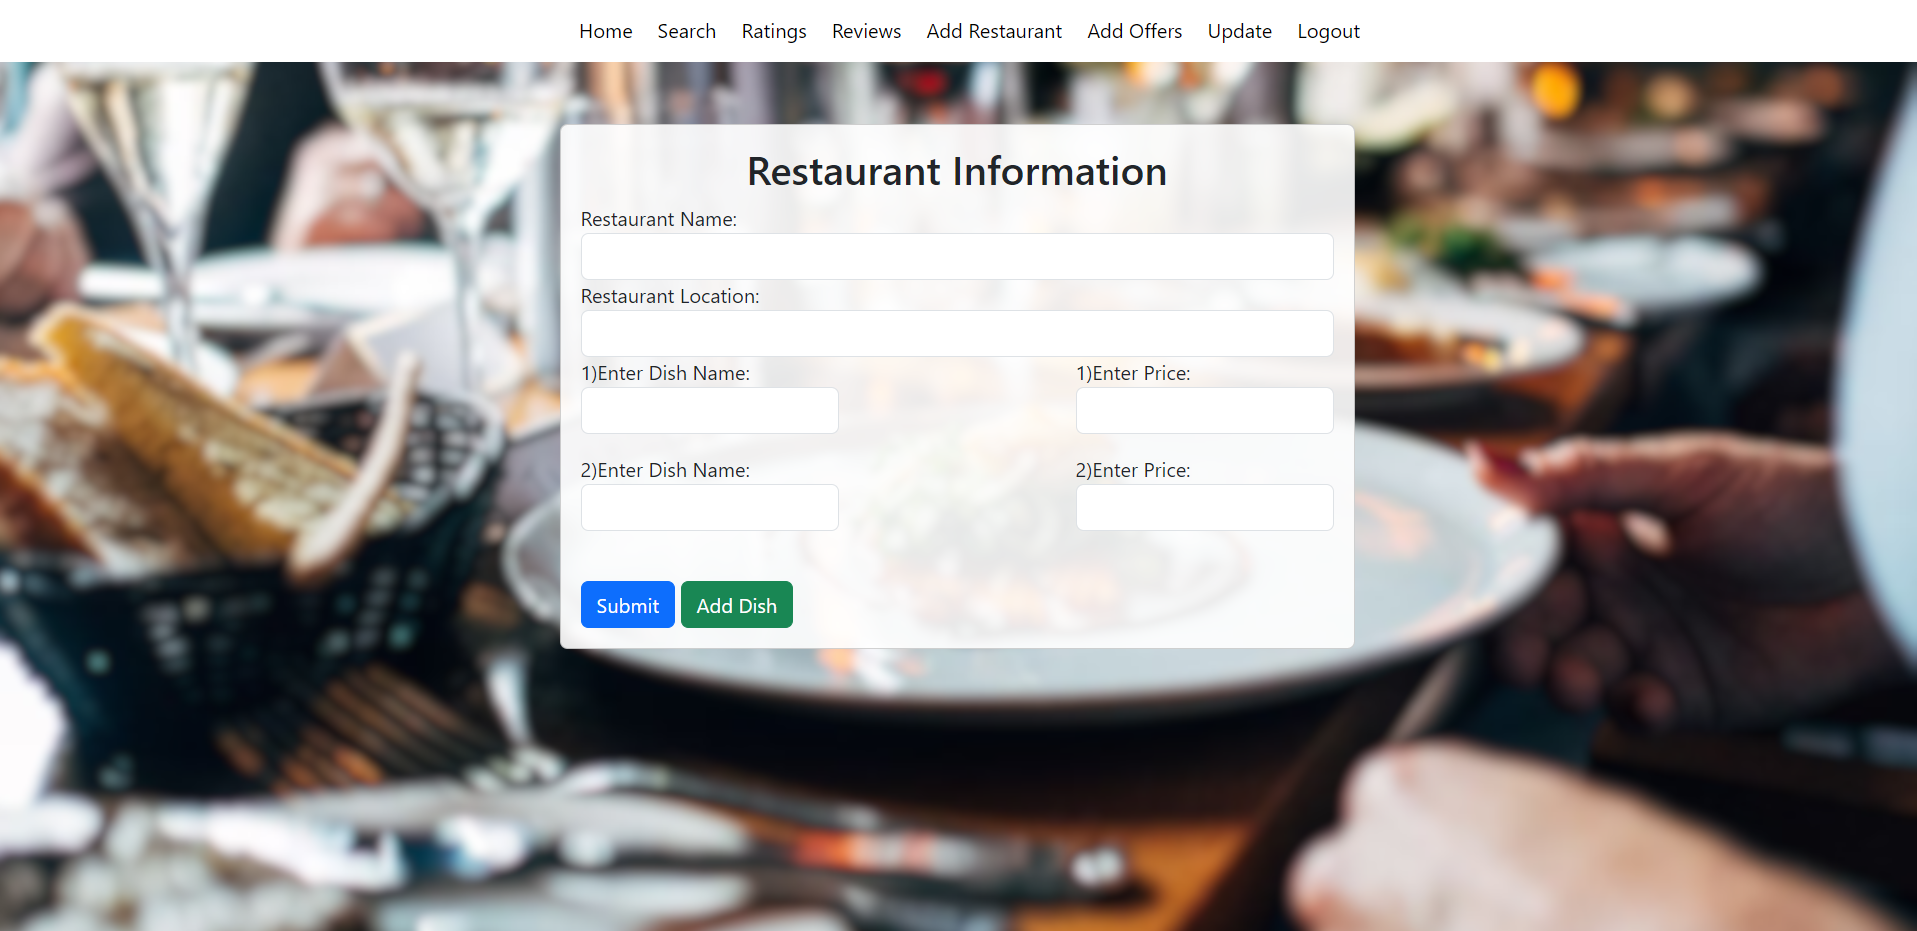 Home Search Ratings Reviews Add Restaurant Add Offers Update Logout
Restaurant Information
Restaurant Name:
Restaurant Location:
1)Enter Dish Name: 1)Enter Price:
2)Enter Dish Name: 2)Enter Price:
Submit Add Dish